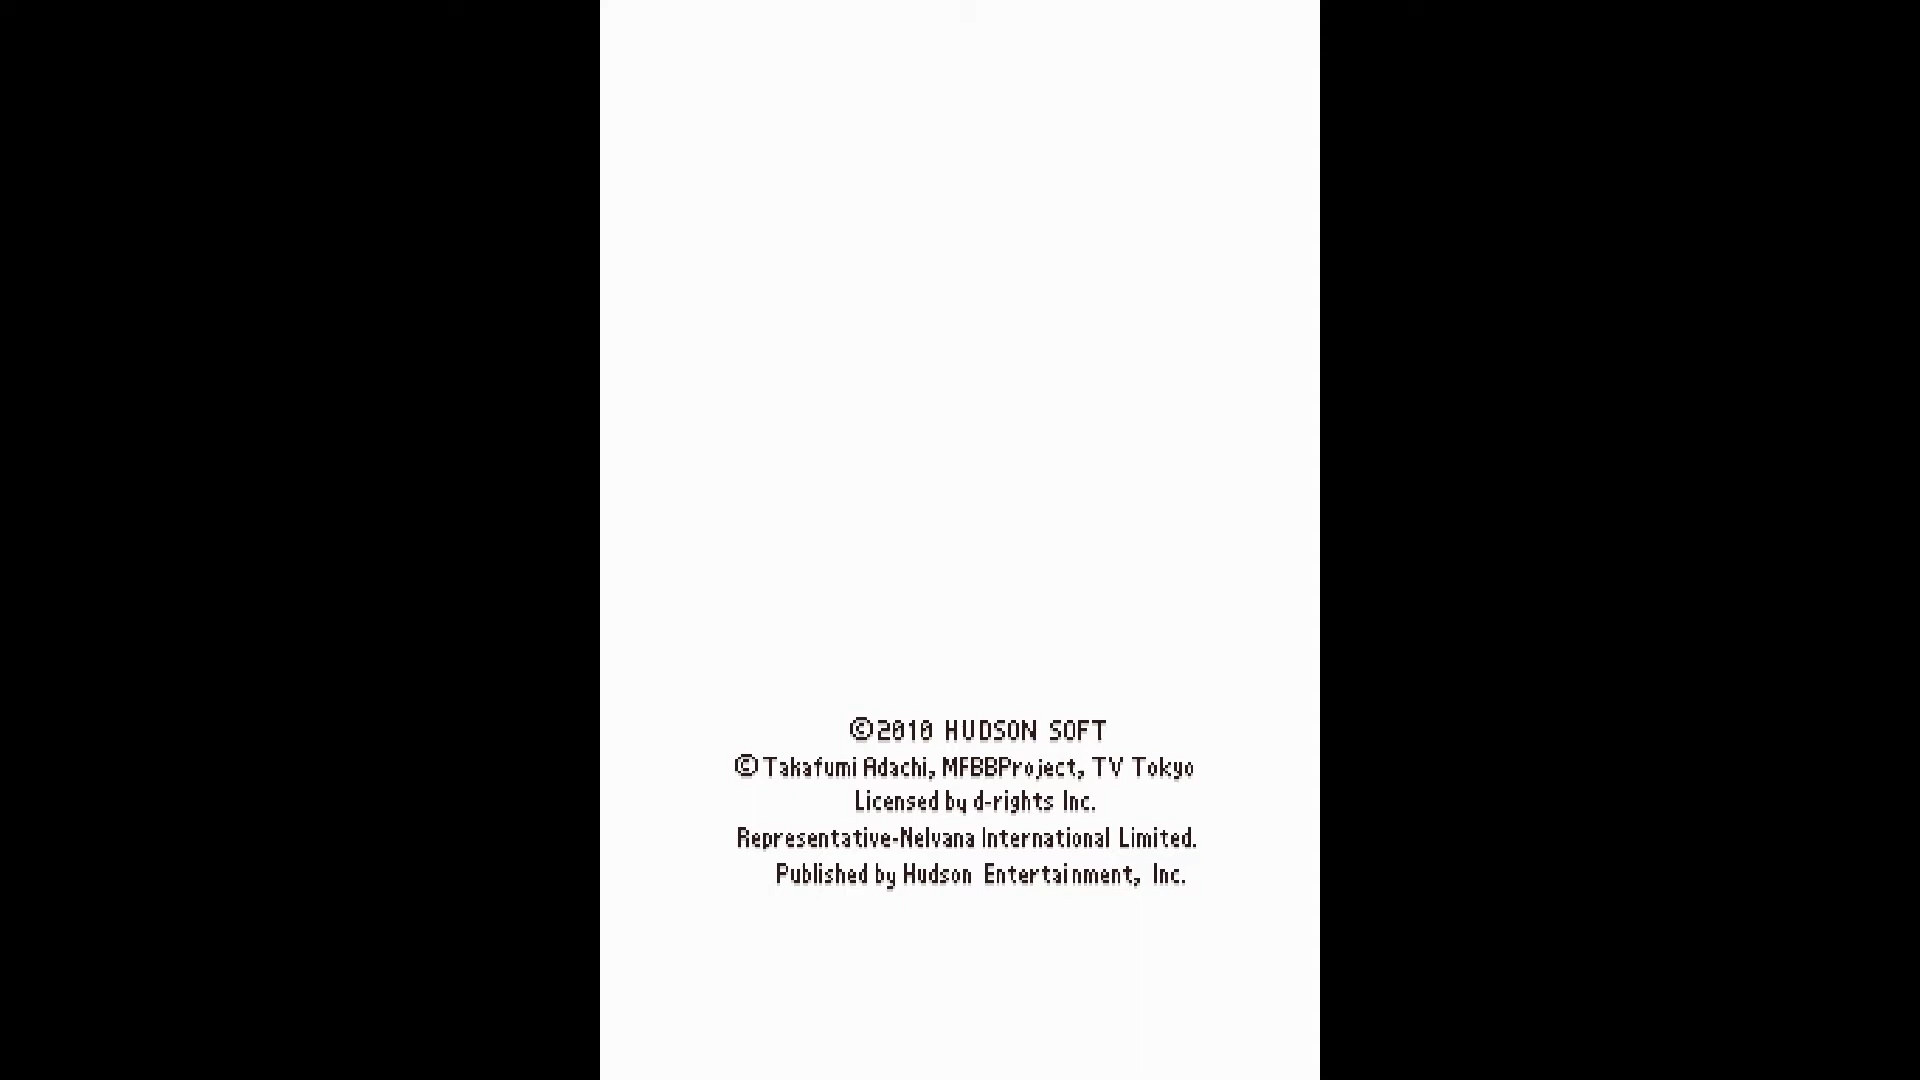 ©2010 HUDSON SOFT
©Takafumi Adachi, MFBBProject, TV Tokyo
Licensed by d-rights Inc.
Representative-Nelvana International Limited.
Published by Hudson Entertainment, Inc.